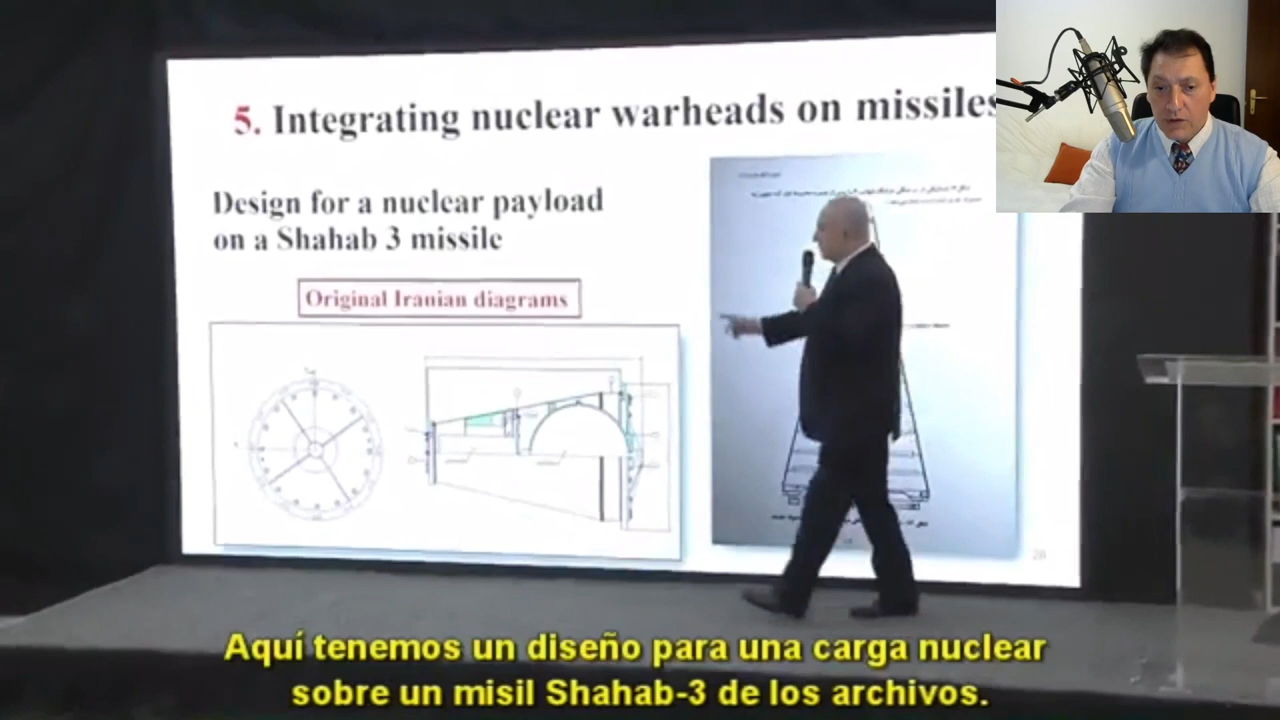 5. Integrating nuclear warheads on missiles
Design for a nuclear payload
on a Shahab 3 missile
Original Iranian diagrams
28
Aquí tenemos un diseño para una carga nuclear
sobre un misil Shahab-3 de los archivos.